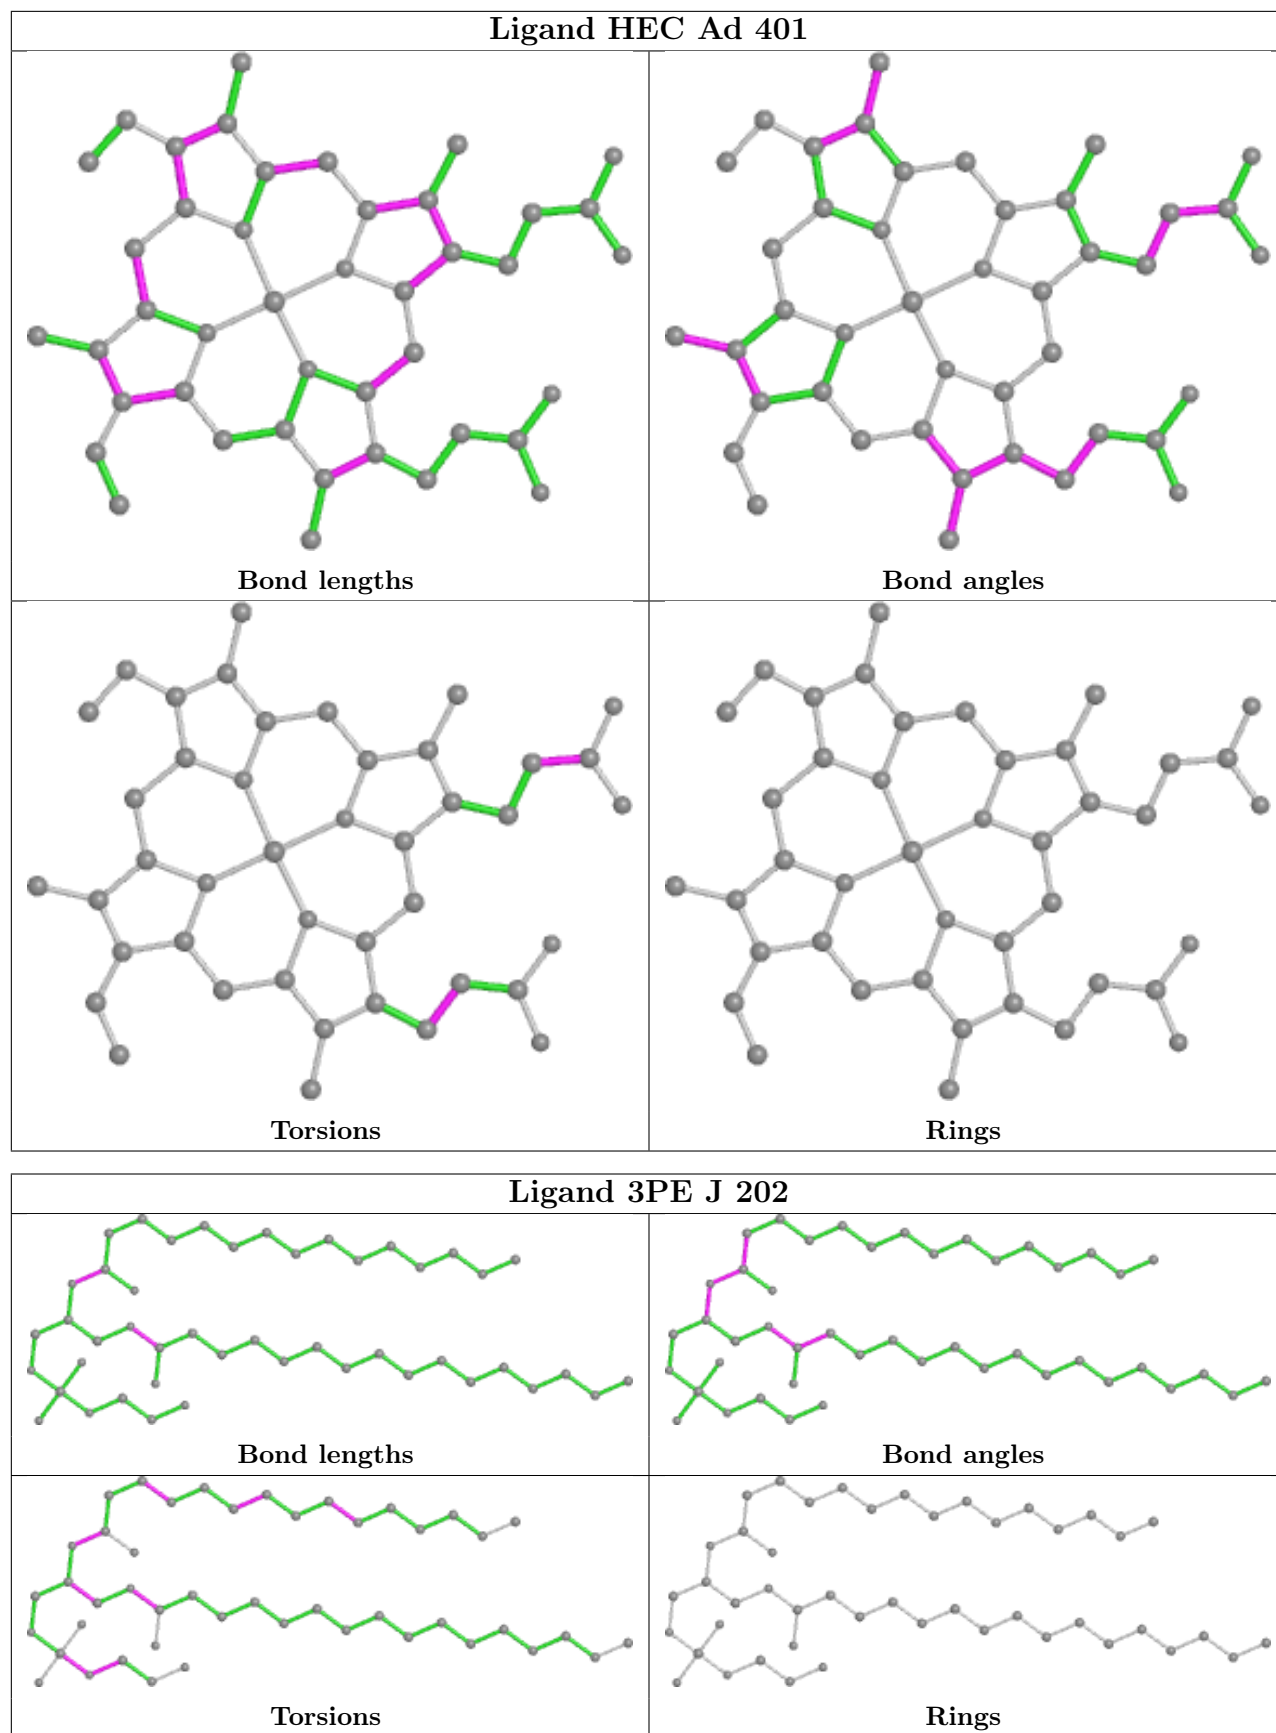 Ligand HEC Ad 401
Bond lengths
Bond angles
Torsions
Rings
Ligand 3PE J 202
Bond lengths
Bond angles
Torsions
Rings